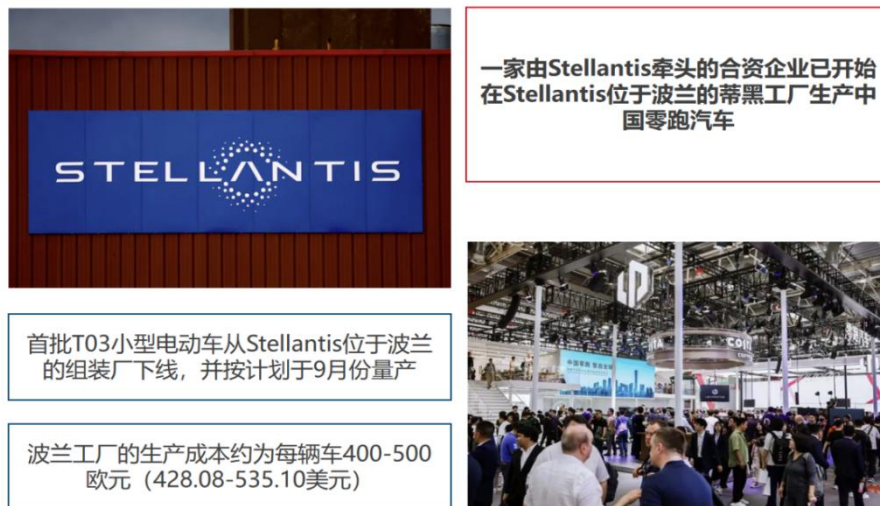 STELLANTIS
一家由Stellantis牵头的合资企业已开始
在Stellantis位于波兰的蒂黑工厂生产中
国零跑汽车
首批T03小型电动车从Stellantis位于波兰
的组装厂下线，并按计划于9月份量产
波兰工厂的生产成本约为每辆车400-500
欧元（428.08-535.10美元）